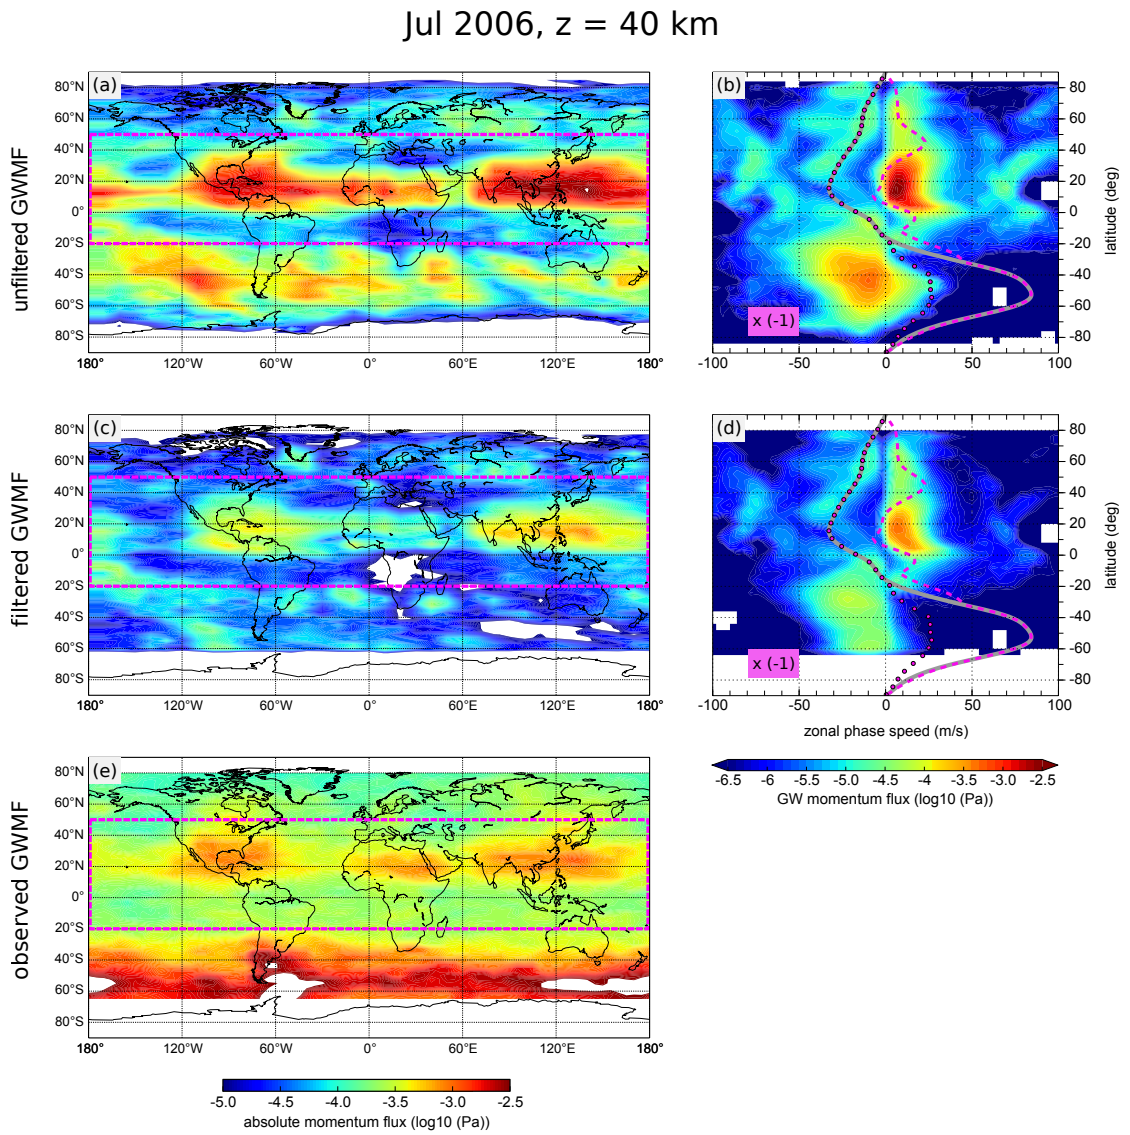 Jul 2006, z = 40 km
unfiltered GWMF
(a)
80°N
60°N
40°N
20°N
0°
20°S
40°S
60°S
80°S
180° 120°W 60°W 0° 60°E 120°E 180°
(b)
x (-1)
80
60
40
20
0
-20
-40
-60
-80
latitude (deg)
-100 -50 0 50 100
filtered GWMF
(c)
80°N
60°N
40°N
20°N
0°
20°S
40°S
60°S
80°S
180° 120°W 60°W 0° 60°E 120°E 180°
(d)
x (-1)
80
60
40
20
0
-20
-40
-60
-80
latitude (deg)
-100 -50 0 50 100
zonal phase speed (m/s)
-6.5 -6 -5.5 -5.0 -4.5 -4 -3.5 -3.0 -2.5
GW momentum flux (log10 (Pa))
observed GWMF
(e)
80°N
60°N
40°N
20°N
0°
20°S
40°S
60°S
80°S
180° 120°W 60°W 0° 60°E 120°E 180°
-5.0 -4.5 -4.0 -3.5 -3.0 -2.5
absolute momentum flux (log10 (Pa))